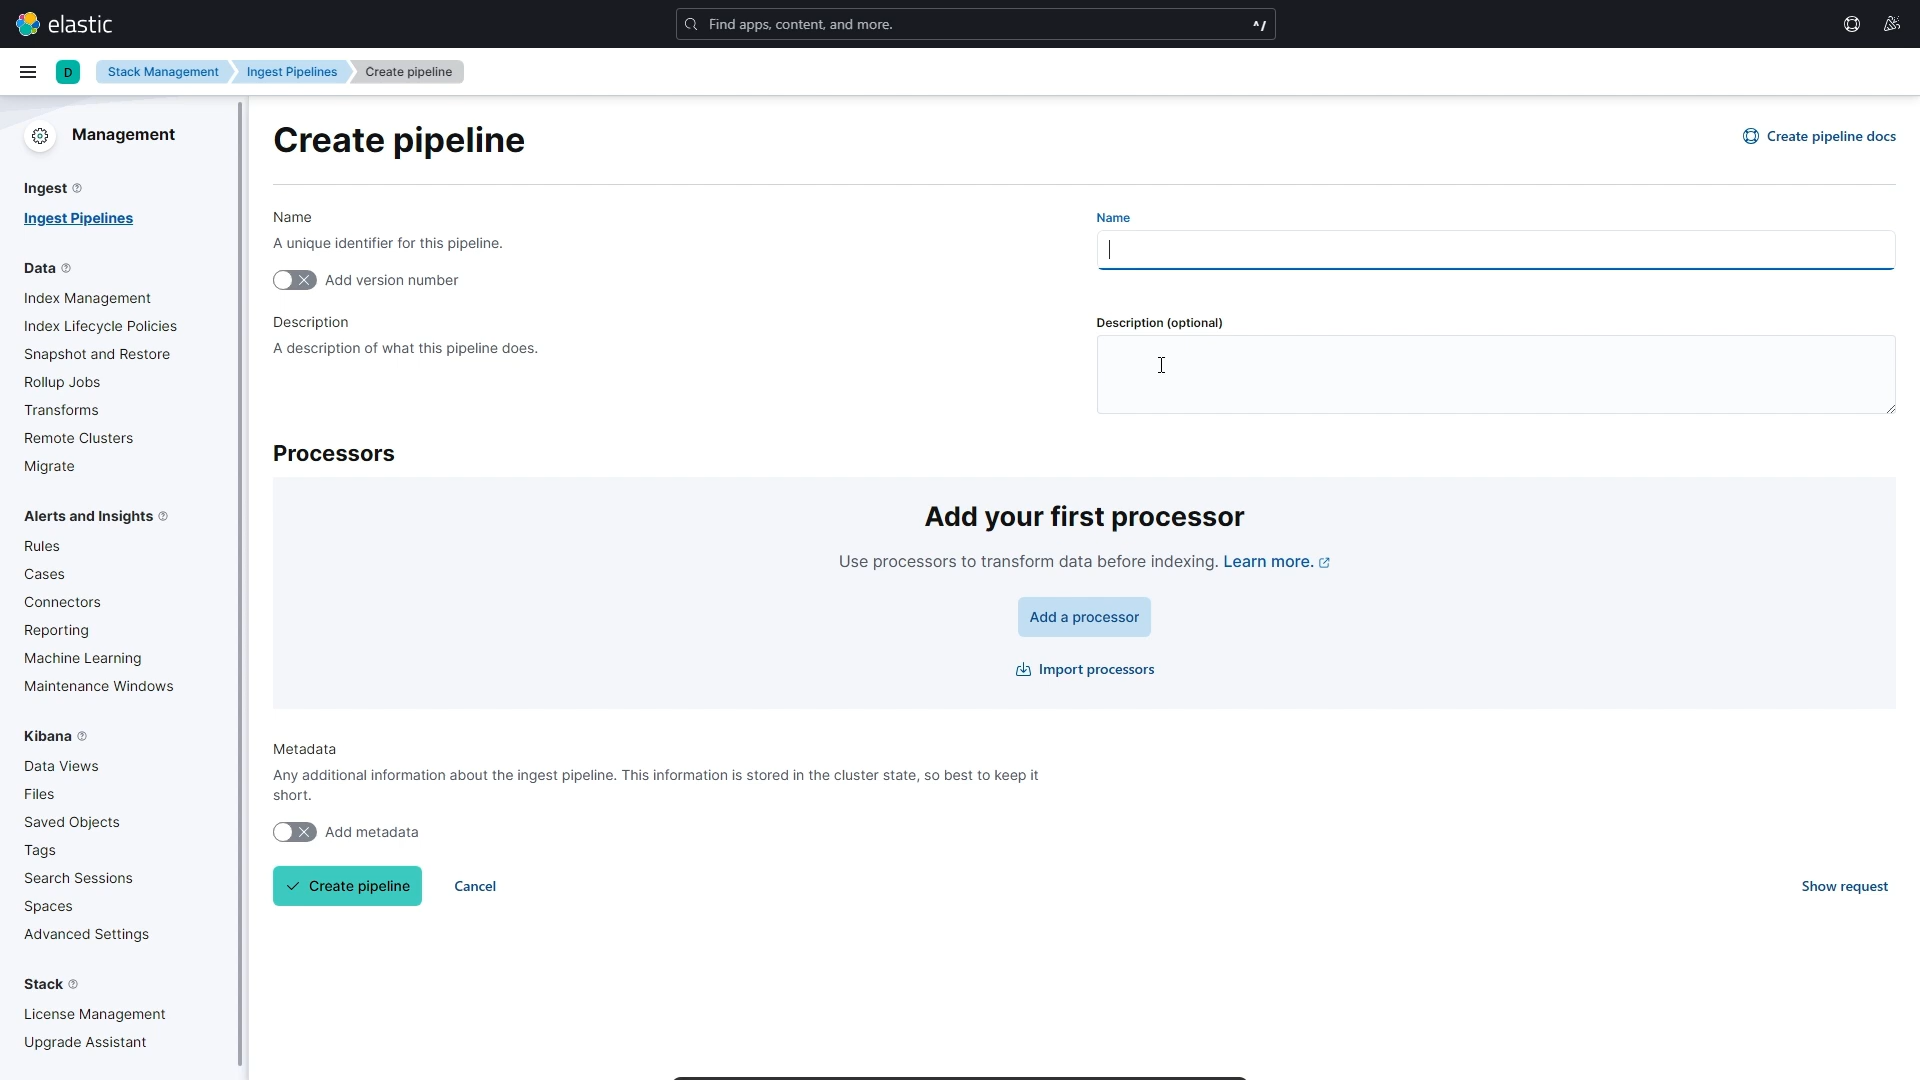 elastic
Find apps, content, and more.
^/
D
Stack Management
Ingest Pipelines
Create pipeline
Management
Ingest
Ingest Pipelines
Data
Index Management
Index Lifecycle Policies
Snapshot and Restore
Rollup Jobs
Transforms
Remote Clusters
Migrate
Alerts and Insights
Rules
Cases
Connectors
Reporting
Machine Learning
Maintenance Windows
Kibana
Data Views
Files
Saved Objects
Tags
Search Sessions
Spaces
Advanced Settings
Stack
License Management
Upgrade Assistant
Create pipeline
Create pipeline docs
Name
A unique identifier for this pipeline.
Add version number
Name
Description
A description of what this pipeline does.
Description (optional)
Processors
Add your first processor
Use processors to transform data before indexing. Learn more.
Add a processor
Import processors
Metadata
Any additional information about the ingest pipeline. This information is stored in the cluster state, so best to keep it
short.
Add metadata
Create pipeline
Cancel
Show request